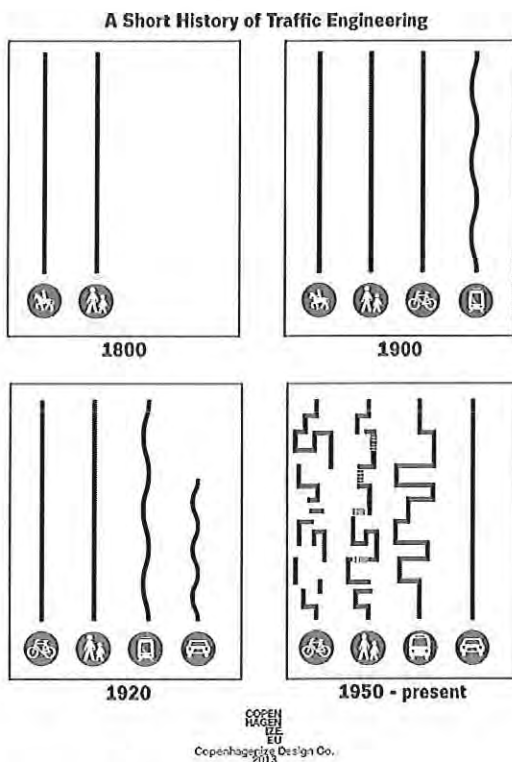 A Short History of Traffic Engineering
1800
1900
1920
1950 - present
COPEN
HAGEN
IZE
EU
Copenhagenize Design Co.
2013